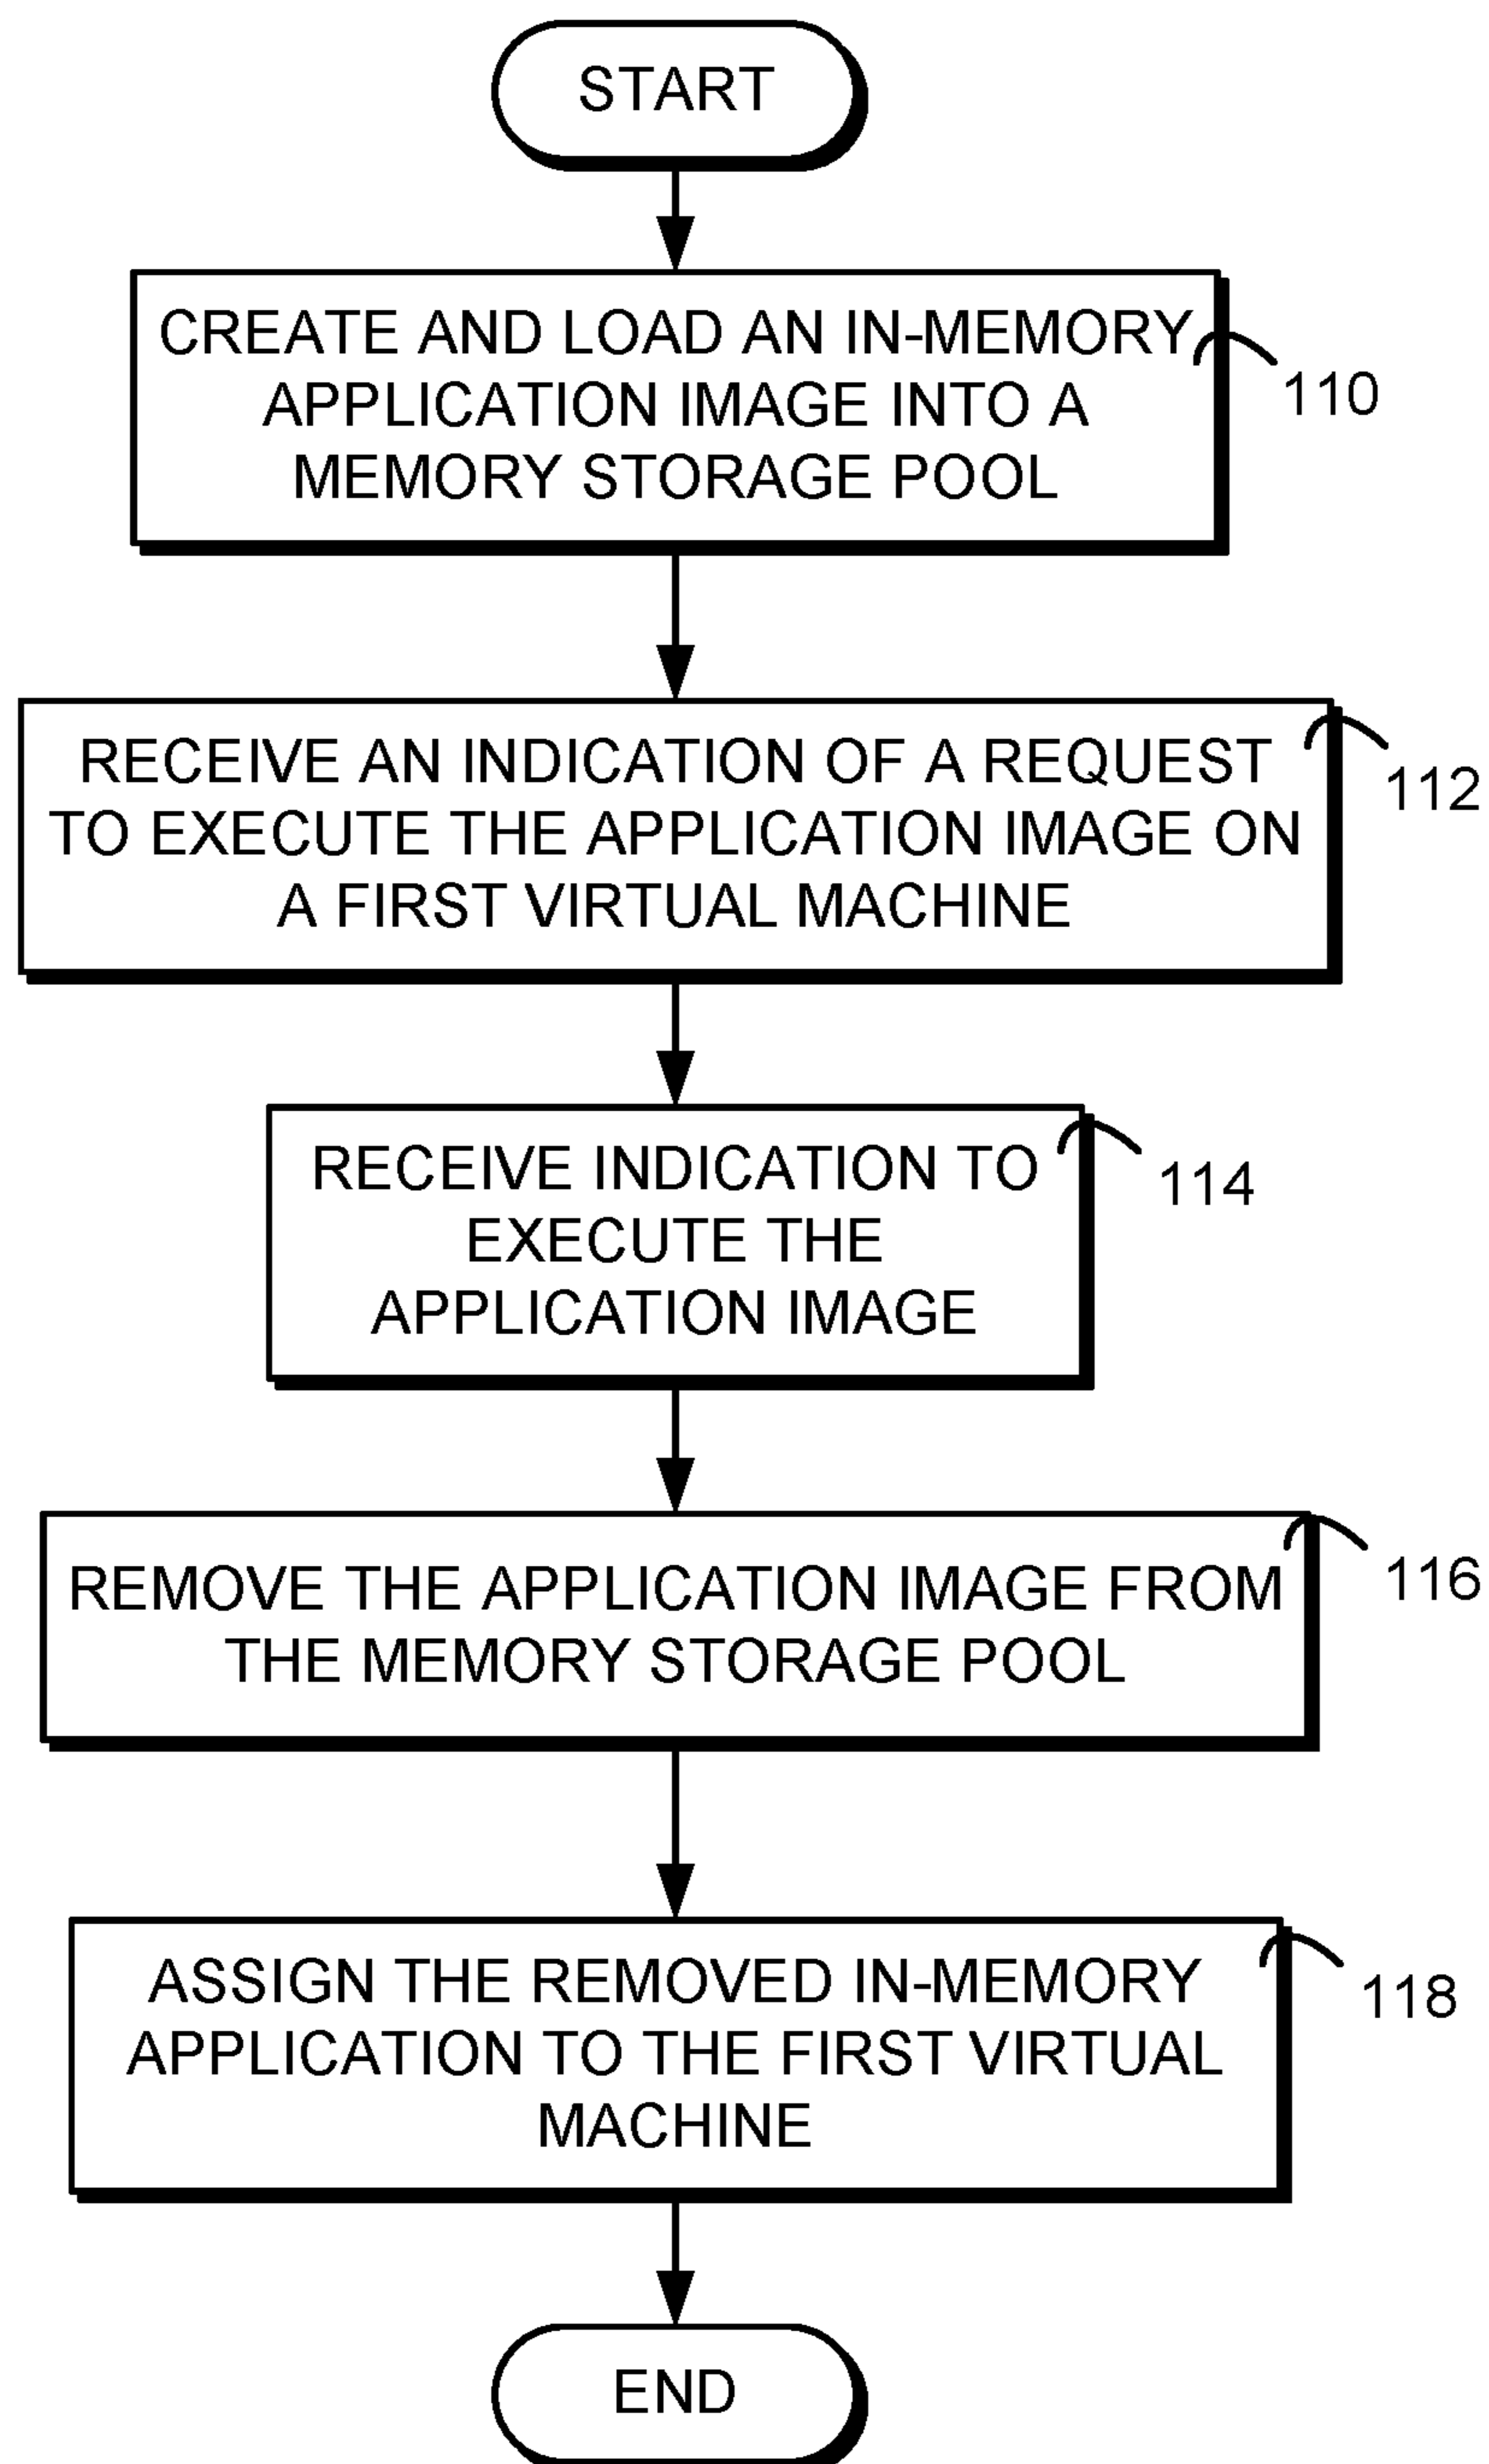 START
CREATE AND LOAD AN IN-MEMORY
APPLICATION IMAGE INTO A
MEMORY STORAGE POOL
110
RECEIVE AN INDICATION OF A REQUEST
TO EXECUTE THE APPLICATION IMAGE ON
A FIRST VIRTUAL MACHINE
112
RECEIVE INDICATION TO
EXECUTE THE
APPLICATION IMAGE
114
REMOVE THE APPLICATION IMAGE FROM
THE MEMORY STORAGE POOL
116
ASSIGN THE REMOVED IN-MEMORY
APPLICATION TO THE FIRST VIRTUAL
MACHINE
118
END